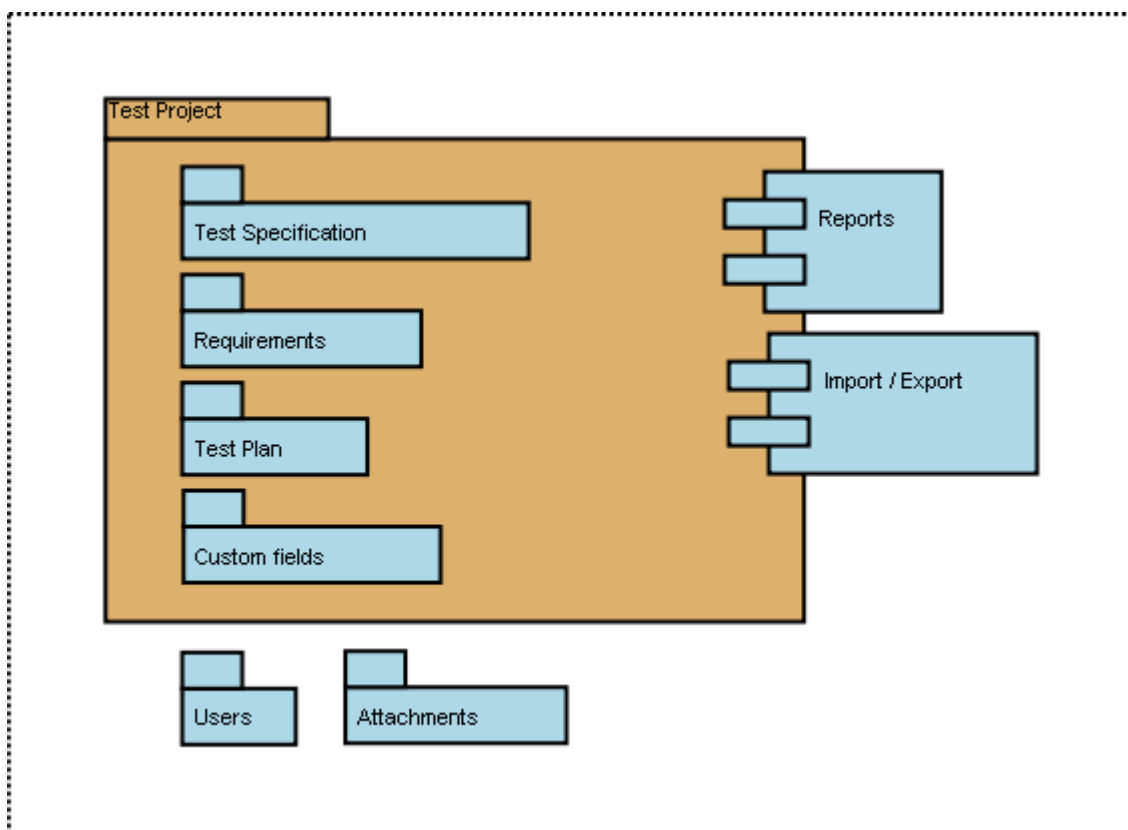 Test Project
Test Specification
Reports
Requirements
Import / Export
Test Plan
Custom fields
Users
Attachments